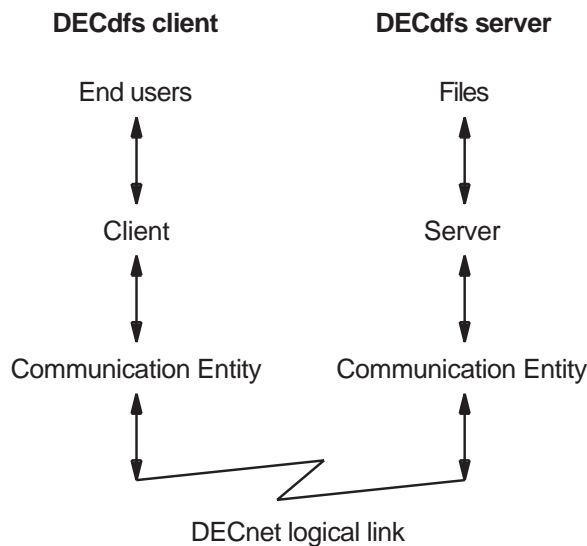 DECdfs client DECdfs server
End users Files
Client Server
Communication Entity Communication Entity
DECnet logical link